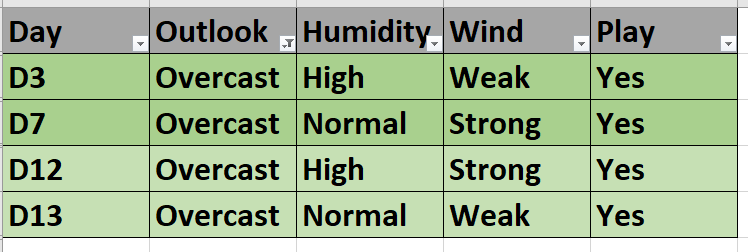 Day Outlook Humidity Wind Play
D3 Overcast High Weak Yes
D7 Overcast Normal Strong Yes
D12 Overcast High Strong Yes
D13 Overcast Normal Weak Yes